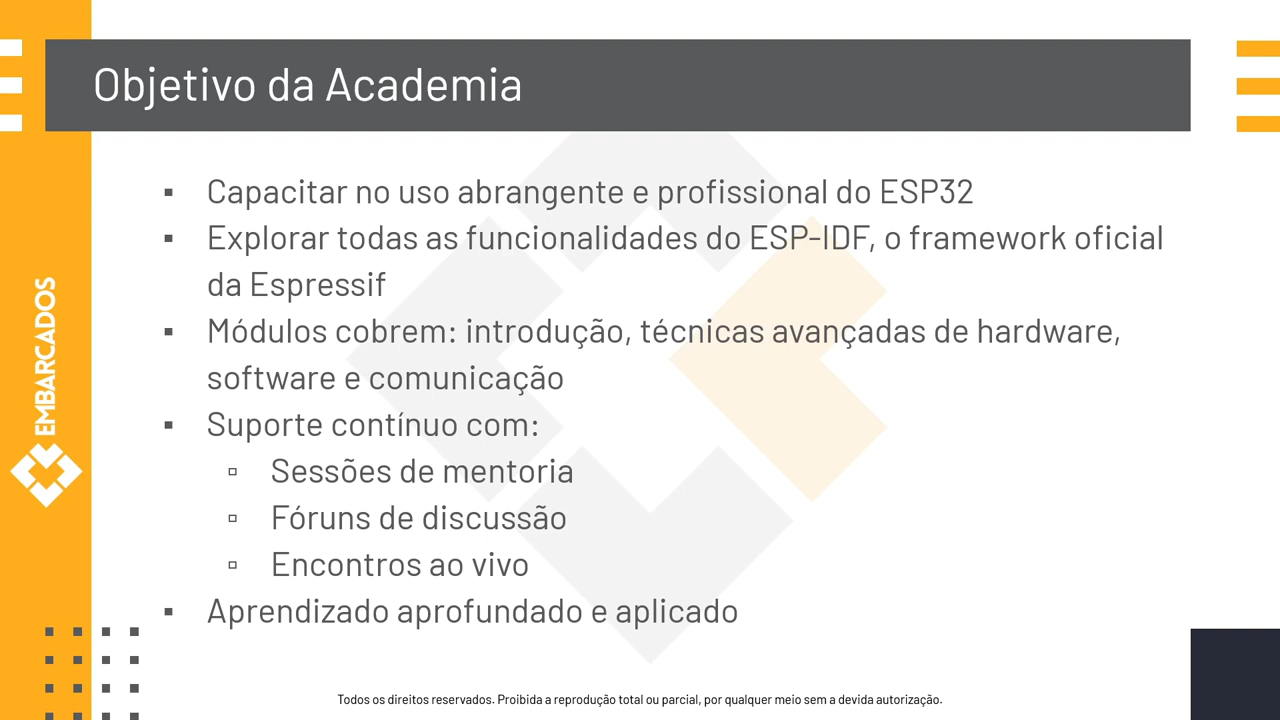 Objetivo da Academia
▪ Capacitar no uso abrangente e profissional do ESP32
▪ Explorar todas as funcionalidades do ESP-IDF, o framework oficial
da Espressif
▪ Módulos cobrem: introdução, técnicas avançadas de hardware,
software e comunicação
▪ Suporte contínuo com:
▫ Sessões de mentoria
▫ Fóruns de discussão
▫ Encontros ao vivo
▪ Aprendizado aprofundado e aplicado
EMBARCADOS
Todos os direitos reservados. Proibida a reprodução total ou parcial, por qualquer meio sem a devida autorização.